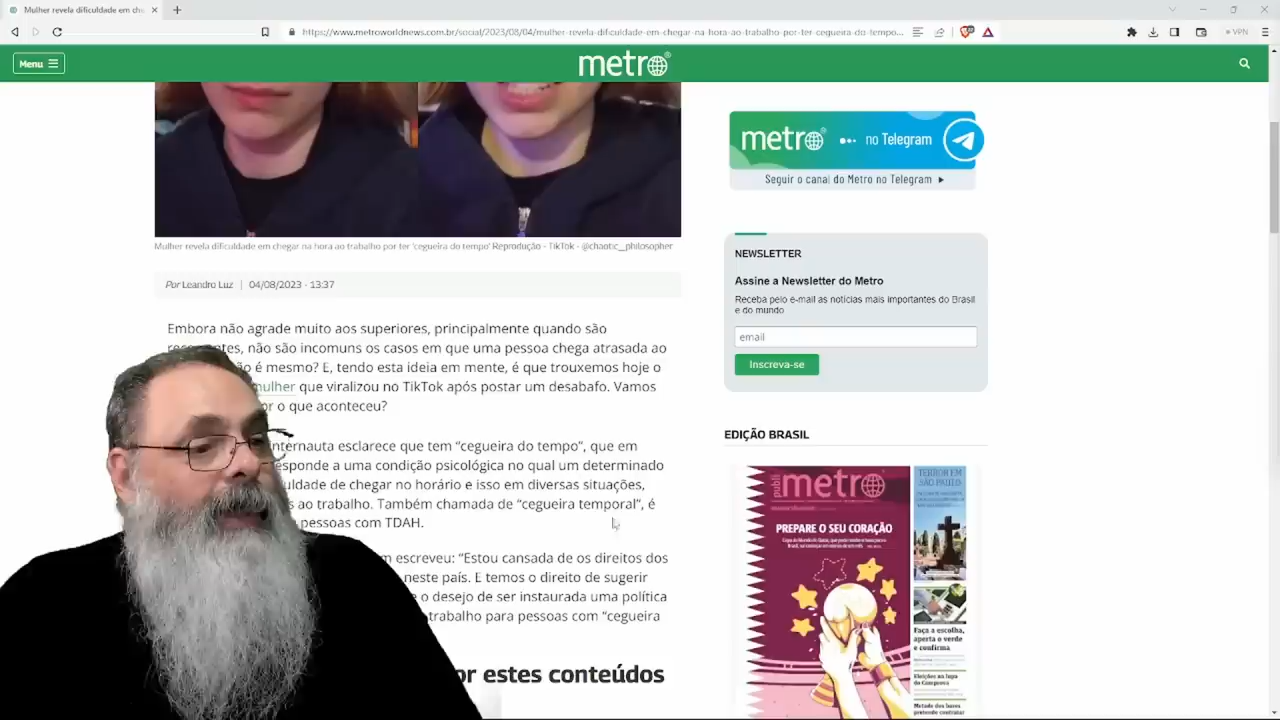 Mulher revela dificuldade em che
https://www.metroworldnews.com.br/social/2023/08/04/mulher-revela-dificuldade-em-chegar-na-hora-ao-trabalho-por-ter-cegueira-do-tempo...
VPN
Menu
metro
Mulher revela dificuldade em chegar na hora ao trabalho por ter 'cegueira do tempo' Reprodução - TikTok - @chaotic_philosopher
Por Leandro Luz | 04/08/2023 - 13:37
Embora não agrade muito aos superiores, principalmente quando são
não são incomuns os casos em que uma pessoa chega atrasada ao
é mesmo? E, tendo esta ideia em mente, é que trouxemos hoje o
mulher que viralizou no TikTok após postar um desabafo. Vamos
o que aconteceu?
internauta esclarece que tem “cegueira do tempo”, que em
a uma condição psicológica no qual um determinado
de chegar no horário e isso em diversas situações,
ao trabalho. Também chamada de “cegueira temporal”, é
pessoas com TDAH.
escreveu: “Estou cansada de os direitos dos
neste país. E temos o direito de sugerir
o desejo de ser instaurada uma política
trabalho para pessoas com “cegueira
conteúdos
metro no Telegram
Seguir o canal do Metro no Telegram
NEWSLETTER
Assine a Newsletter do Metro
Receba pelo e-mail as notícias mais importantes do Brasil
e do mundo
email
Inscreva-se
EDIÇÃO BRASIL
publi
metro
PREPARE O SEU CORAÇÃO
TERROR EM
SÃO PAULO
Faça a escolha,
aperta o verde
e confirma